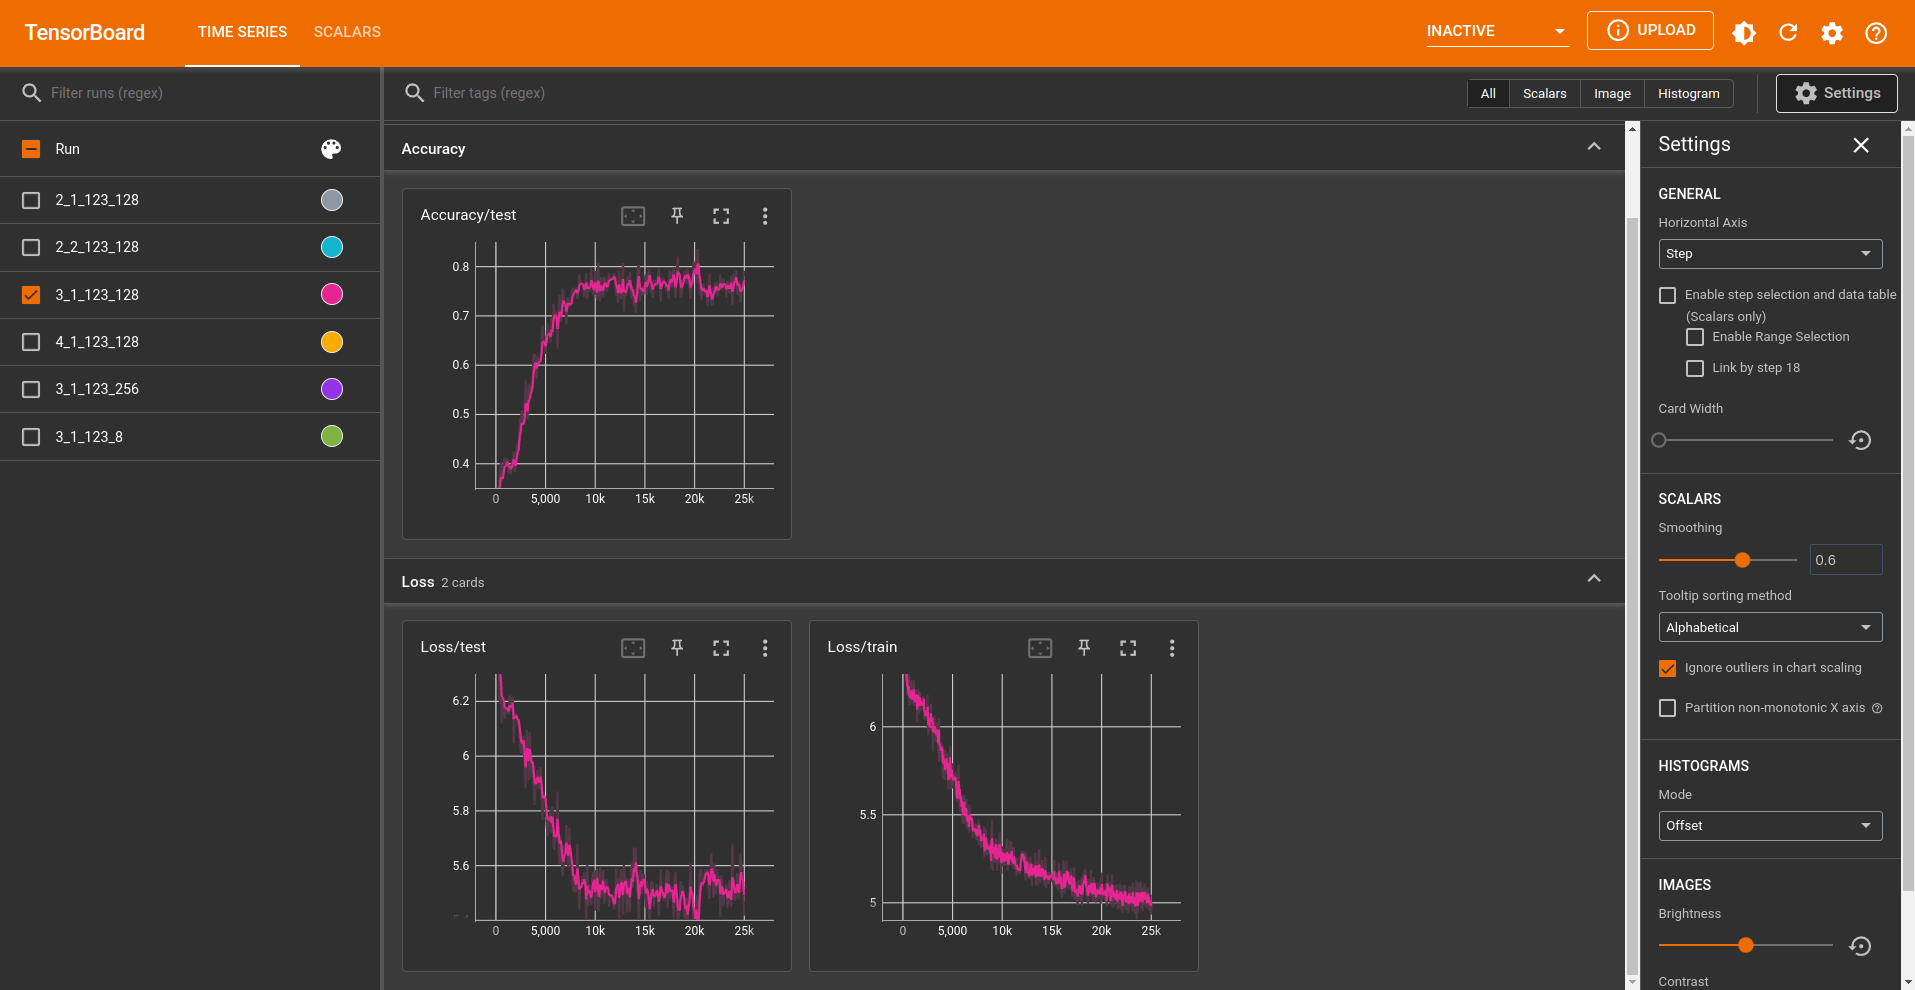 TensorBoard
TIME SERIES
SCALARS
INACTIVE
UPLOAD
Filter runs (regex)
Run
2_1_123_128
2_2_123_128
3_1_123_128
4_1_123_128
3_1_123_256
3_1_123_8
Filter tags (regex)
All
Scalars
Image
Histogram
Settings
Accuracy
Accuracy/test
0.8
0.7
0.6
0.5
0.4
0
5,000
10k
15k
20k
25k
Loss 2 cards
Loss/test
6.2
6
5.8
5.6
5.4
0
5,000
10k
15k
20k
25k
Loss/train
6
5.5
5
0
5,000
10k
15k
20k
25k
Settings
GENERAL
Horizontal Axis
Step
Enable step selection and data table
(Scalars only)
Enable Range Selection
Link by step 18
Card Width
SCALARS
Smoothing
0.6
Tooltip sorting method
Alphabetical
Ignore outliers in chart scaling
Partition non-monotonic X axis
HISTOGRAMS
Mode
Offset
IMAGES
Brightness
Contrast